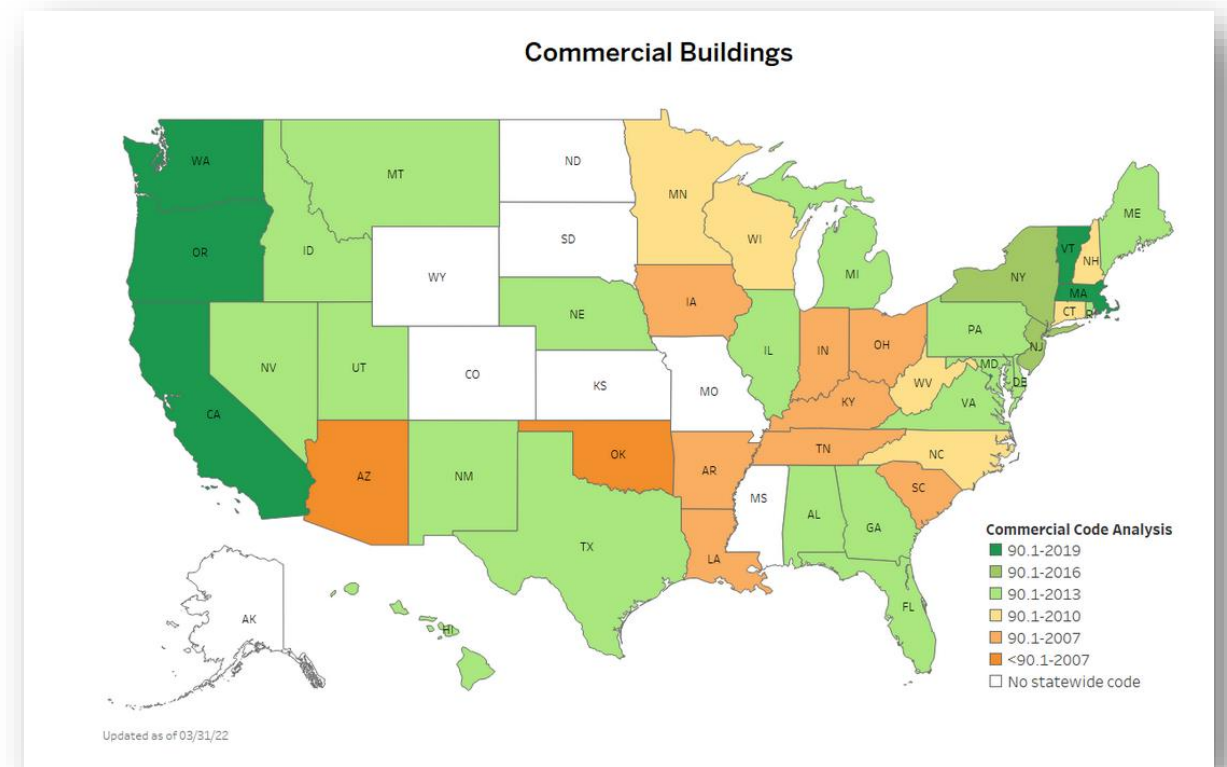 Commercial Buildings
WA
MT
ND
MN
ME
OR
ID
SD
WI
VT
NH
WY
MI
NY
MA
IA
CT
R
NE
PA
NV
UT
IL
IN
OH
NJ
CO
MD
DE
KS
MO
WV
VA
CA
KY
OK
TN
NC
AZ
NM
AR
SC
MS
AL
GA
TX
LA
FL
AK
HI
Commercial Code Analysis
90.1-2019
90.1-2016
90.1-2013
90.1-2010
90.1-2007
<90.1-2007
No statewide code
Updated as of 03/31/22